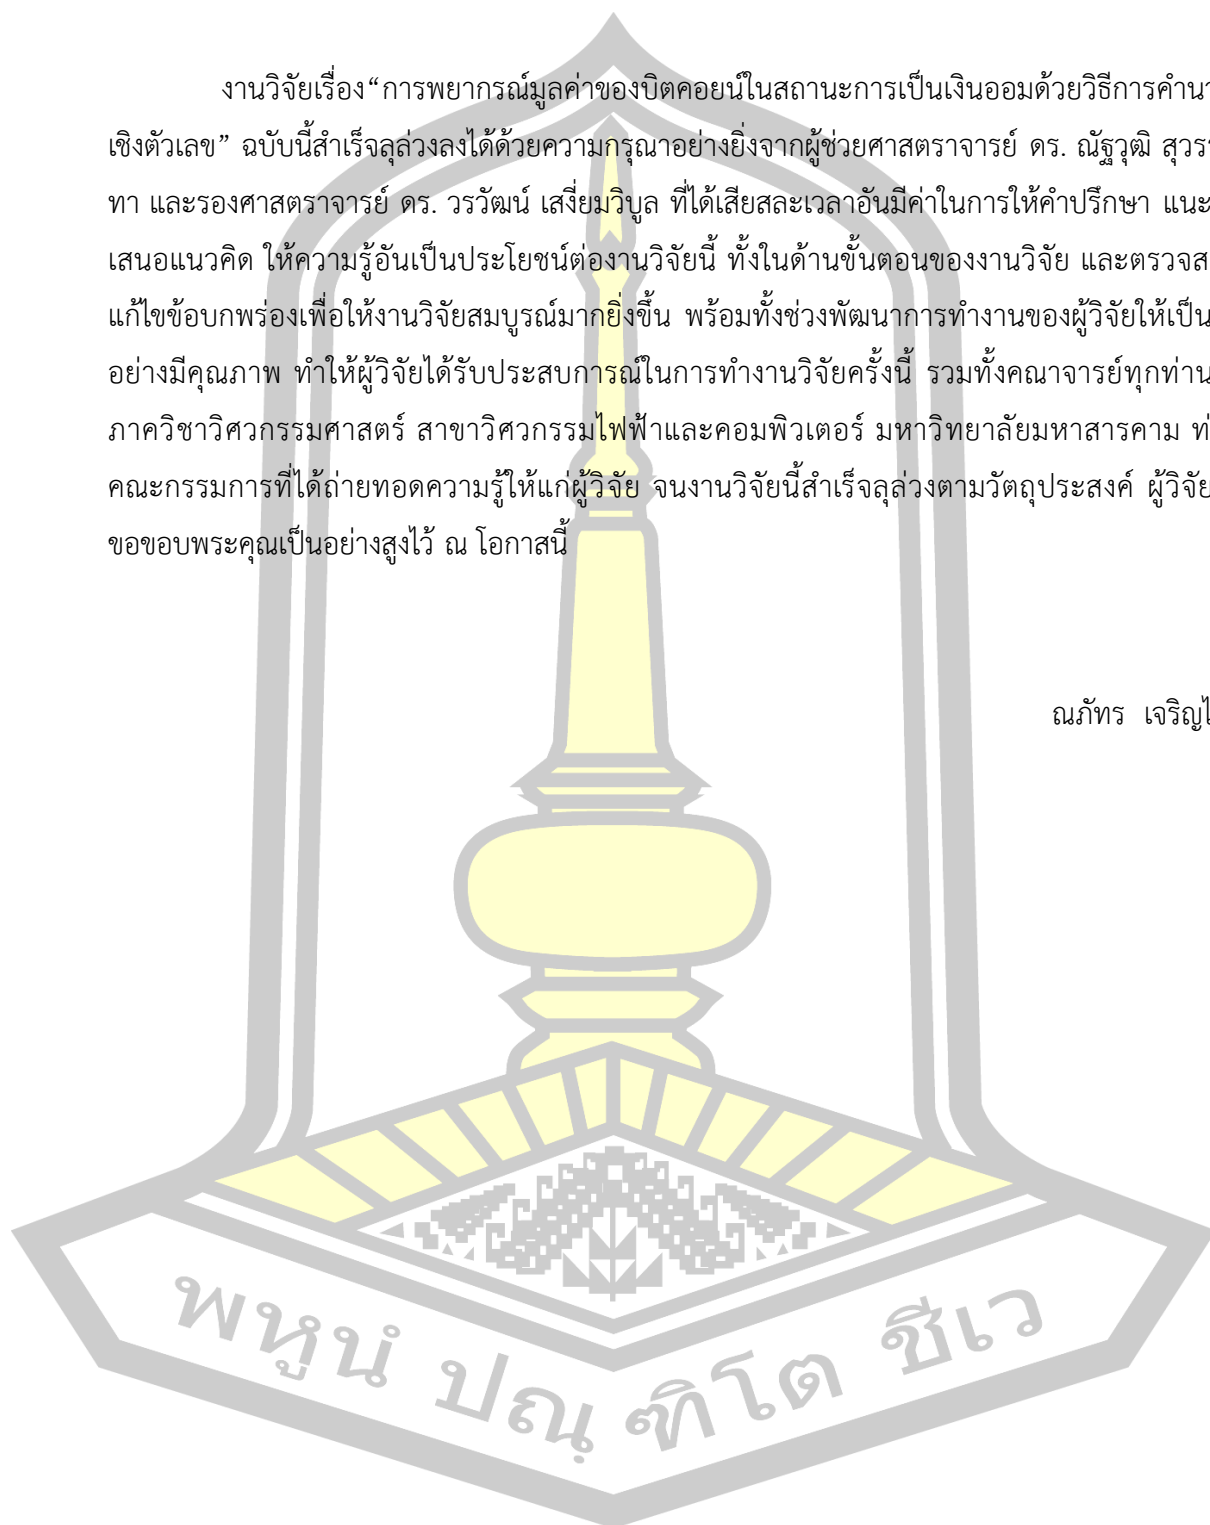 งานวิจัยเรื่อง“การพยากรณ์มูลค่าของบิตคอยน์ในสถานะการเป็นเงินออมด้วยวิธีการคำนว
เชิงตัวเลข” ฉบับนี้สำเร็จลุล่วงลงได้ด้วยความกรุณาอย่างยิ่งจากผู้ช่วยศาสตราจารย์ ดร. ณัฐวุฒิ สุวรร
ทา และรองศาสตราจารย์ ดร. วรวัฒน์ เสงี่ยมวิบูล ที่ได้เสียสละเวลาอันมีค่าในการให้คำปรึกษา แนะ
เสนอแนวคิด ให้ความรู้อันเป็นประโยชน์ต่องานวิจัยนี้ ทั้งในด้านขั้นตอนของงานวิจัย และตรวจส
แก้ไขข้อบกพร่องเพื่อให้งานวิจัยสมบูรณ์มากยิ่งขึ้น พร้อมทั้งช่วงพัฒนาการทำงานของผู้วิจัยให้เป็น
อย่างมีคุณภาพ ทำให้ผู้วิจัยได้รับประสบการณ์ในการทำงานวิจัยครั้งนี้ รวมทั้งคณาจารย์ทุกท่าน
ภาควิชาวิศวกรรมศาสตร์ สาขาวิศวกรรมไฟฟ้าและคอมพิวเตอร์ มหาวิทยาลัยมหาสารคาม ท่
คณะกรรมการที่ได้ถ่ายทอดความรู้ให้แก่ผู้วิจัย จนงานวิจัยนี้สำเร็จลุล่วงตามวัตถุประสงค์ ผู้วิจัย
ขอขอบพระคุณเป็นอย่างสูงไว้ ณ โอกาสนี้
ณภัทร เจริญไ
พหูนํ ปณฺฑิโต ชีเว